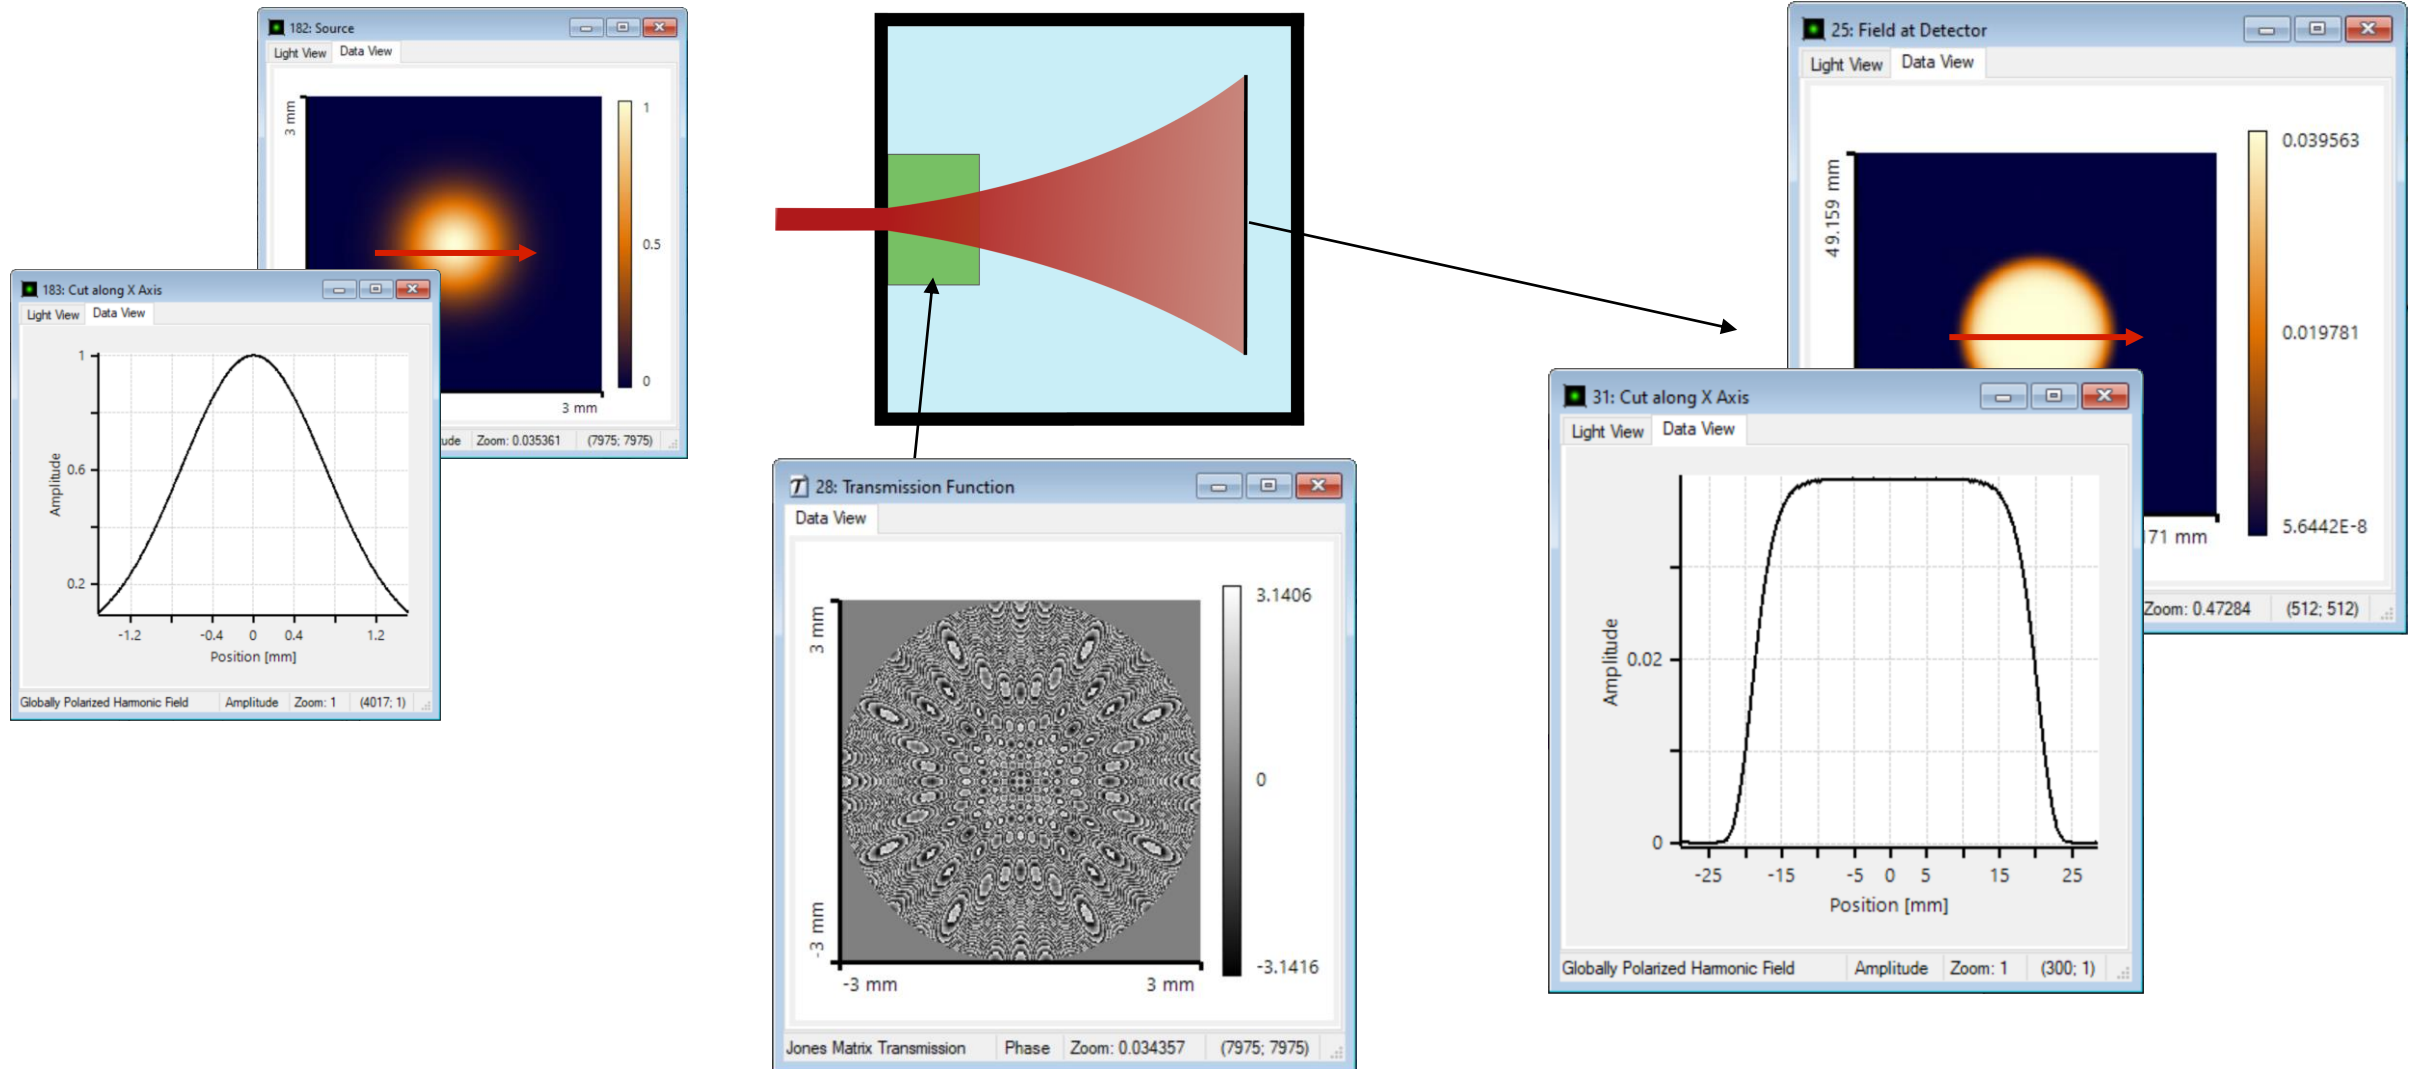 182: Source
Light View Data View
3 mm
1
0.5
0
3 mm
Zoom: 0.035361 (7975; 7975)
183: Cut along X Axis
Light View Data View
1
0.6
0.2
Amplitude
-1.2 -0.4 0 0.4 1.2
Position [mm]
Globally Polarized Harmonic Field Amplitude Zoom: 1 (4017; 1)
28: Transmission Function
Data View
3 mm
-3 mm
-3 mm 3 mm
3.1406
0
-3.1416
Jones Matrix Transmission Phase Zoom: 0.034357 (7975; 7975)
25: Field at Detector
Light View Data View
49.159 mm
0.039563
0.019781
5.6442E-8
71 mm
Zoom: 0.47284 (512; 512)
31: Cut along X Axis
Light View Data View
Amplitude
0.02
0
-25 -15 -5 0 5 15 25
Position [mm]
Globally Polarized Harmonic Field Amplitude Zoom: 1 (300; 1)